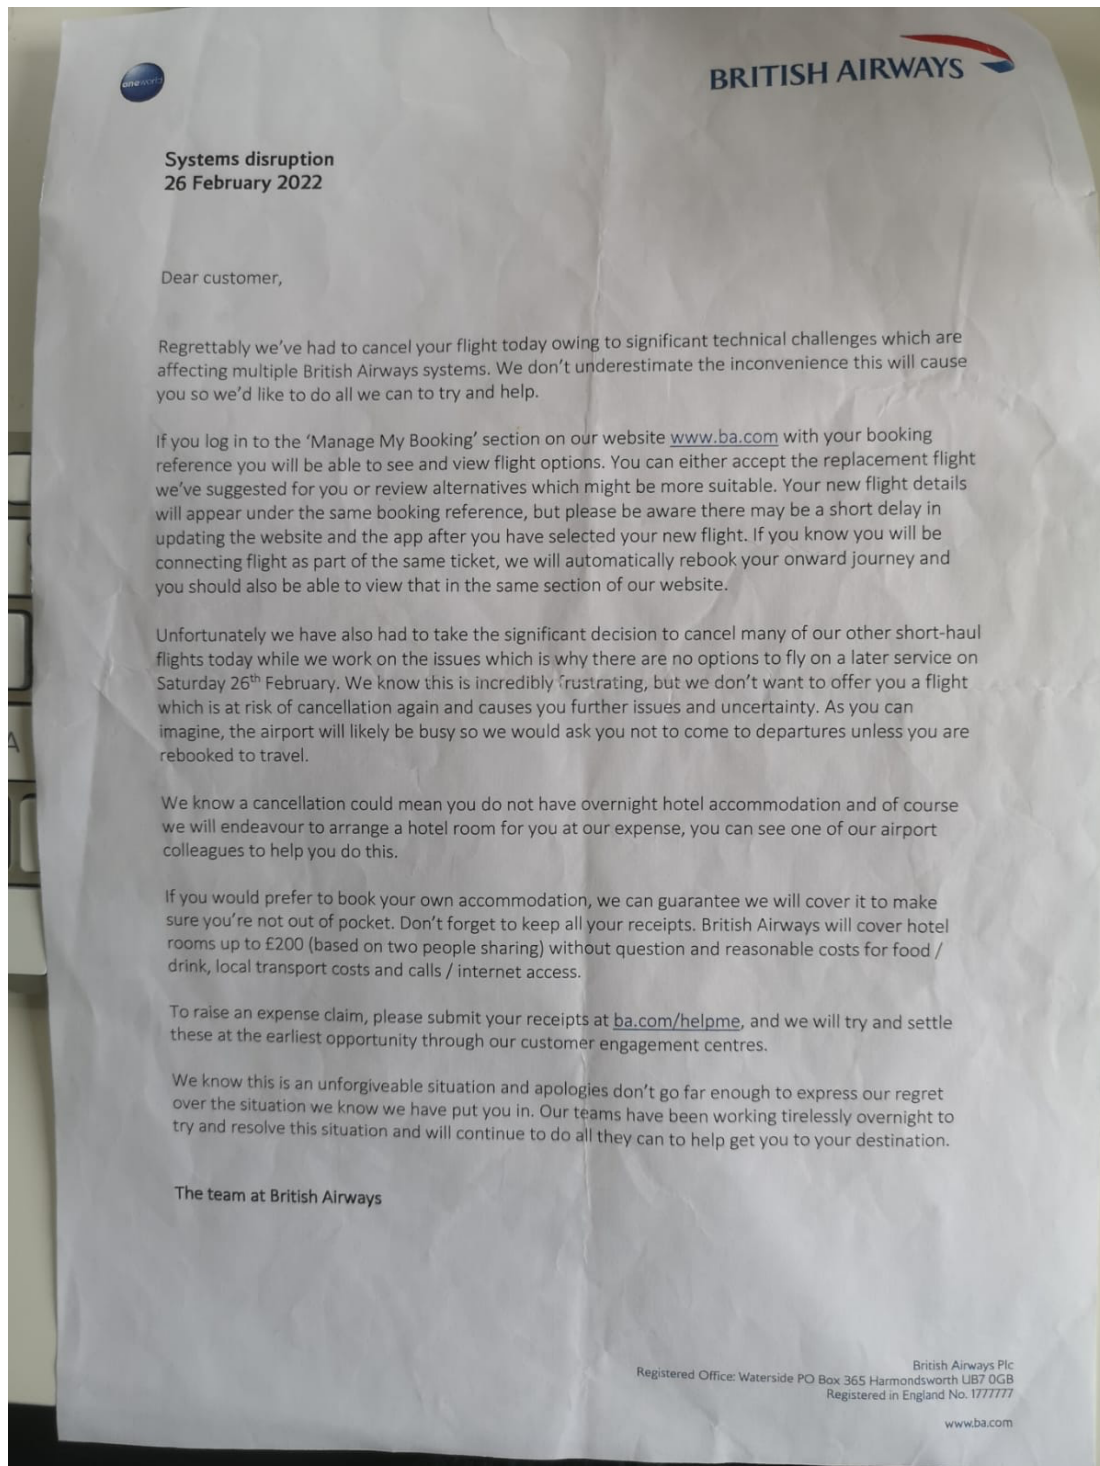 oneworld
BRITISH AIRWAYS
Systems disruption
26 February 2022
Dear customer,
Regrettably we've had to cancel your flight today owing to significant technical challenges which are
affecting multiple British Airways systems. We don't underestimate the inconvenience this will cause
you so we'd like to do all we can to try and help.
If you log in to the 'Manage My Booking' section on our website www.ba.com with your booking
reference you will be able to see and view flight options. You can either accept the replacement flight
we've suggested for you or review alternatives which might be more suitable. Your new flight details
will appear under the same booking reference, but please be aware there may be a short delay in
updating the website and the app after you have selected your new flight. If you know you will be
connecting flight as part of the same ticket, we will automatically rebook your onward journey and
you should also be able to view that in the same section of our website.
Unfortunately we have also had to take the significant decision to cancel many of our other short-haul
flights today while we work on the issues which is why there are no options to fly on a later service on
Saturday 26th February. We know this is incredibly frustrating, but we don't want to offer you a flight
which is at risk of cancellation again and causes you further issues and uncertainty. As you can
imagine, the airport will likely be busy so we would ask you not to come to departures unless you are
rebooked to travel.
We know a cancellation could mean you do not have overnight hotel accommodation and of course
we will endeavour to arrange a hotel room for you at our expense, you can see one of our airport
colleagues to help you do this.
If you would prefer to book your own accommodation, we can guarantee we will cover it to make
sure you're not out of pocket. Don't forget to keep all your receipts. British Airways will cover hotel
rooms up to £200 (based on two people sharing) without question and reasonable costs for food /
drink, local transport costs and calls / internet access.
To raise an expense claim, please submit your receipts at ba.com/helpme, and we will try and settle
these at the earliest opportunity through our customer engagement centres.
We know this is an unforgiveable situation and apologies don't go far enough to express our regret
over the situation we know we have put you in. Our teams have been working tirelessly overnight to
try and resolve this situation and will continue to do all they can to help get you to your destination.
The team at British Airways
British Airways Plc
Registered Office: Waterside PO Box 365 Harmondsworth UB7 0GB
Registered in England No. 1777777
www.ba.com
A